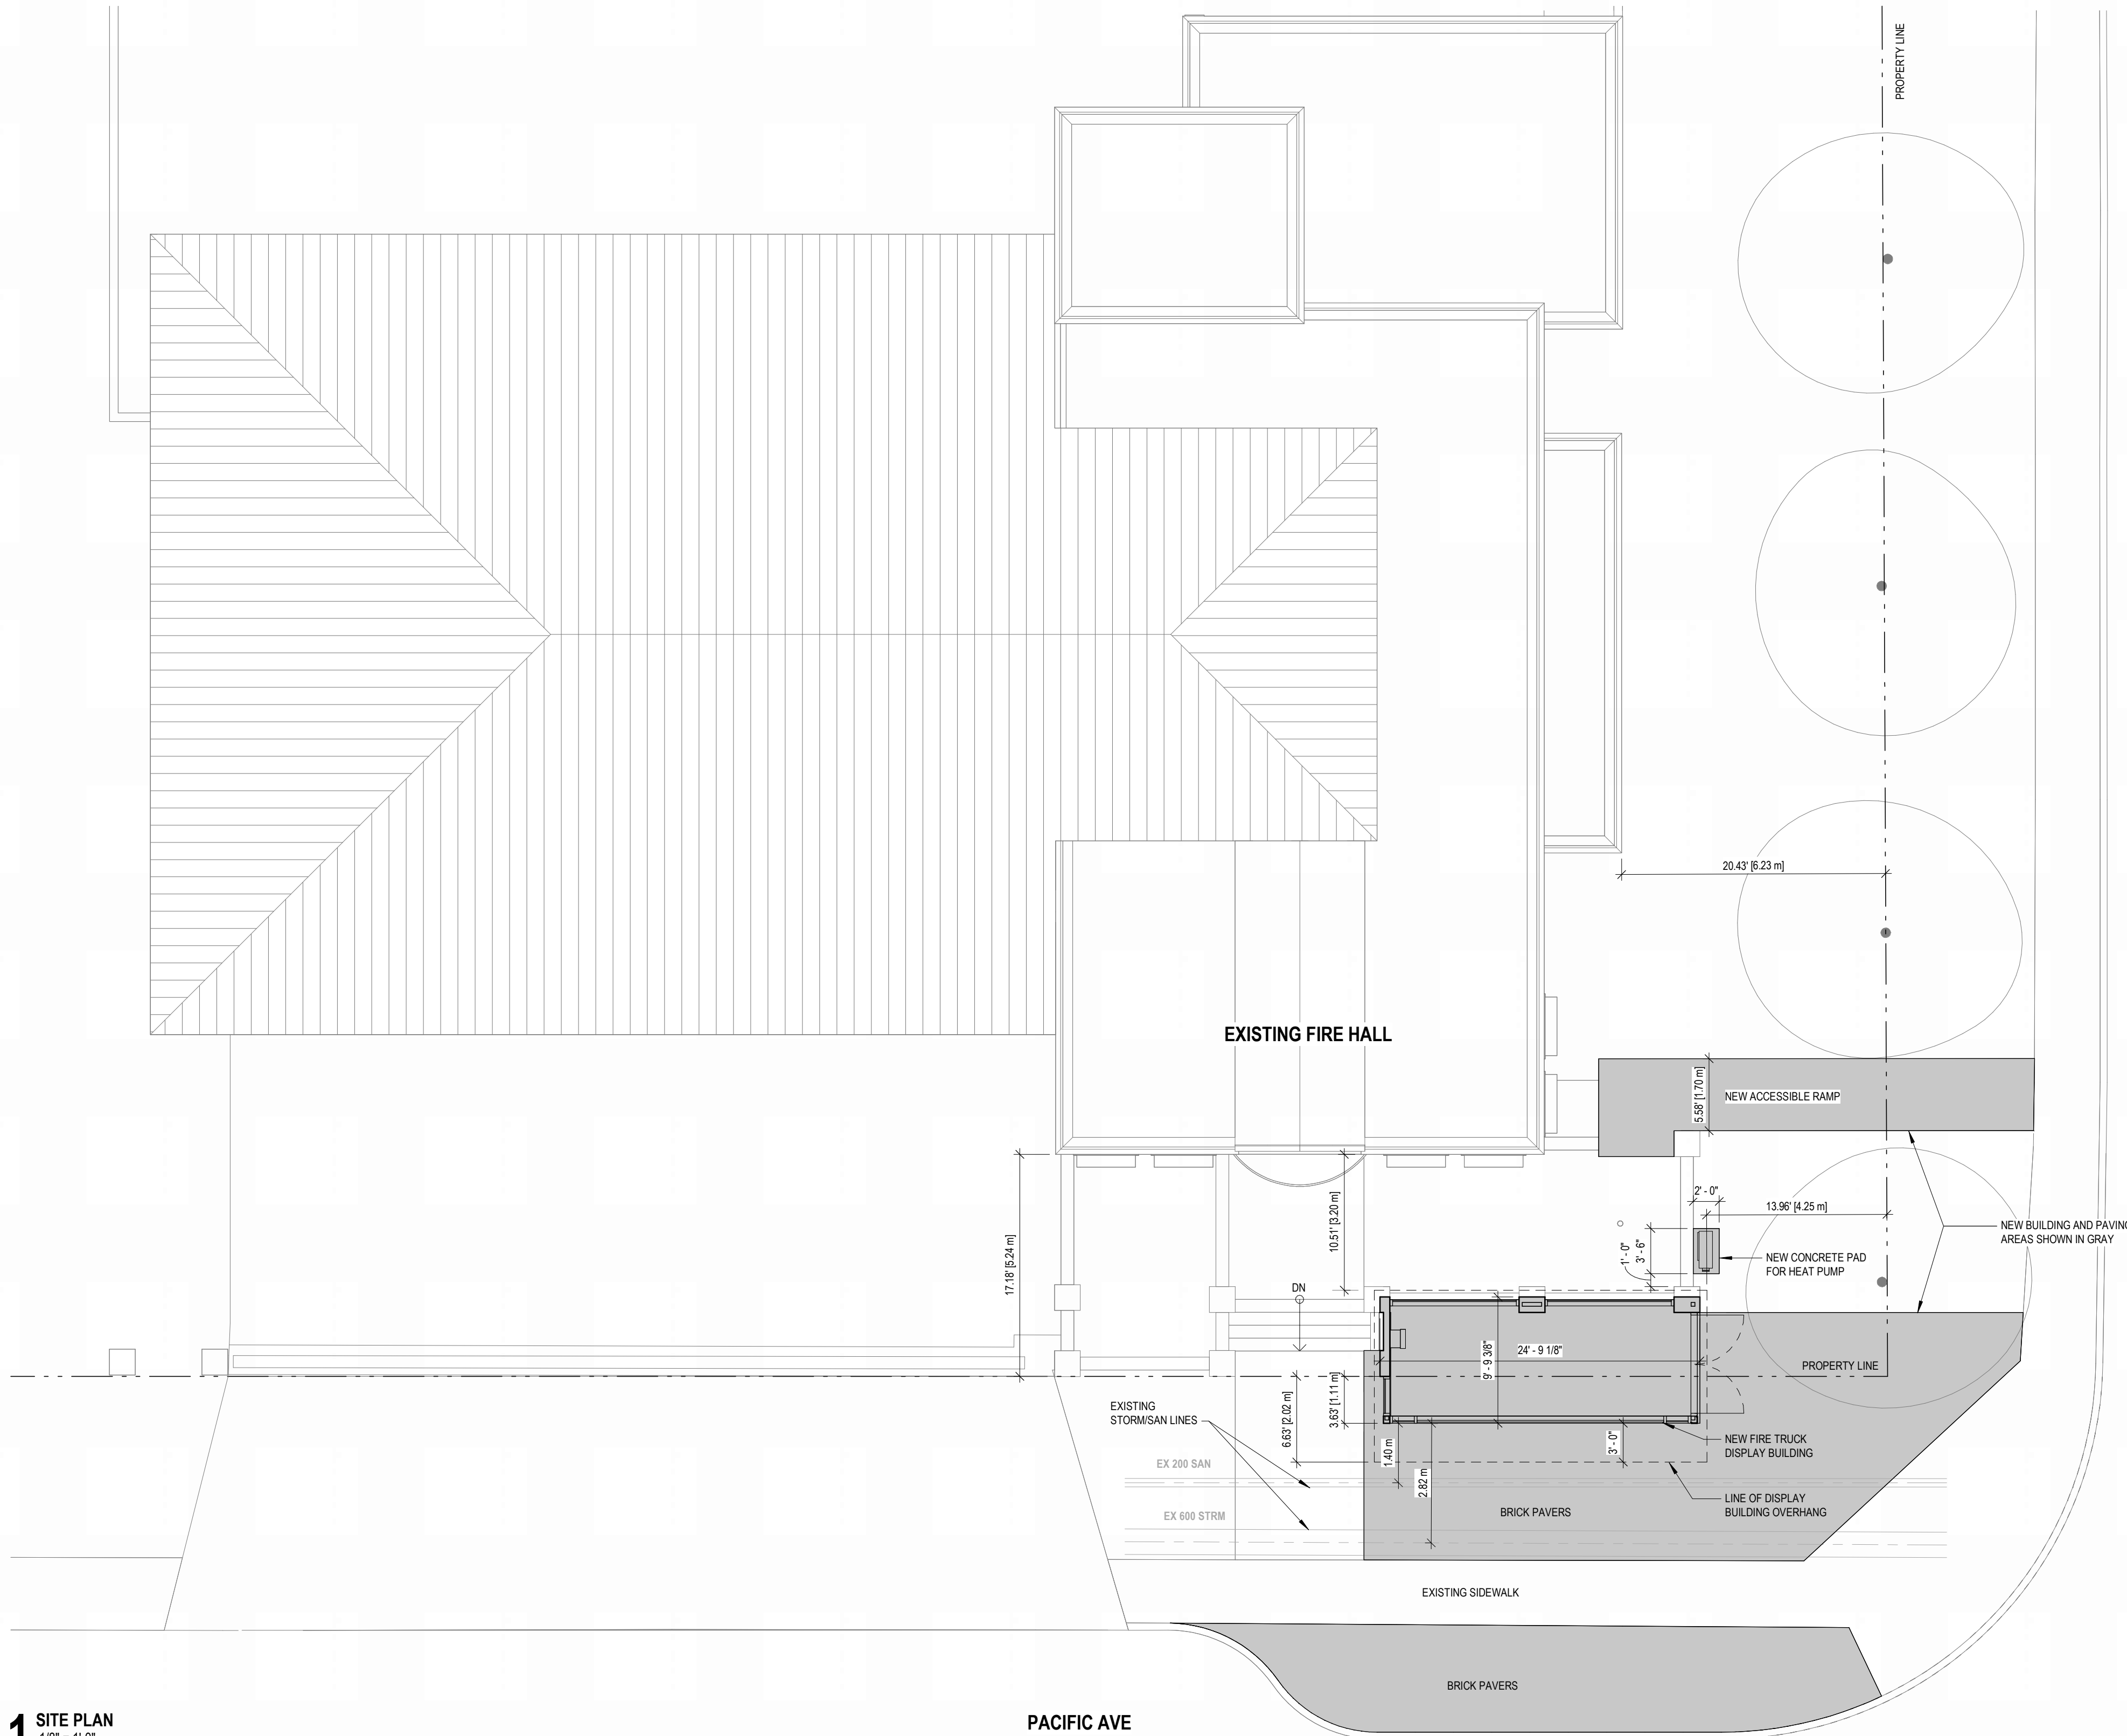 PROPERTY LINE
20.43' [6.23 m]
EXISTING FIRE HALL
5.58' [1.70 m]
NEW ACCESSIBLE RAMP
2' - 0"
13.96' [4.25 m]
NEW BUILDING AND PAVING
AREAS SHOWN IN GRAY
17.18' [5.24 m]
10.51' [3.20 m]
1' - 0"
3' - 6"
NEW CONCRETE PAD
FOR HEAT PUMP
DN
9' - 9 3/8"
24' - 9 1/8"
PROPERTY LINE
EXISTING
STORM/SAN LINES
6.63' [2.02 m]
3.63' [1.11 m]
1.40 m
2.82 m
3' - 0"
NEW FIRE TRUCK
DISPLAY BUILDING
EX 200 SAN
LINE OF DISPLAY
BUILDING OVERHANG
EX 600 STRM
BRICK PAVERS
EXISTING SIDEWALK
BRICK PAVERS
1 SITE PLAN
PACIFIC AVE